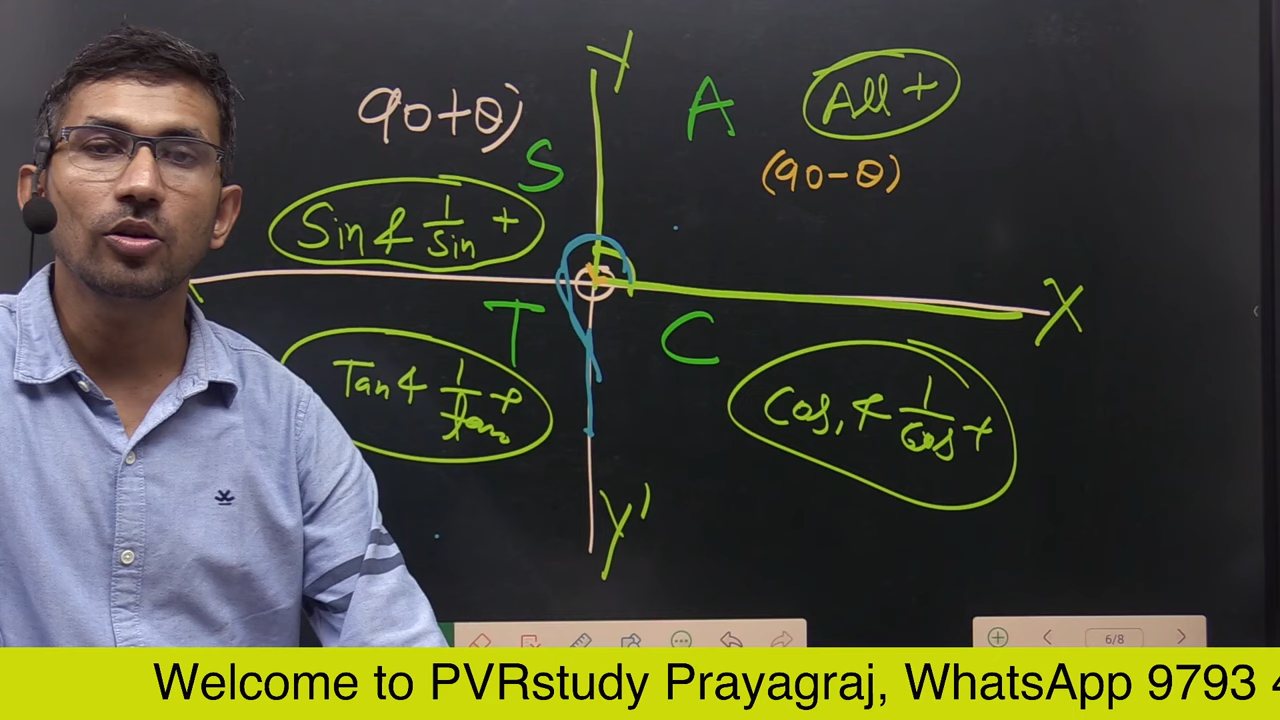 Y
90+θ)
A
All +
S
(90-θ)
Sin & 1/Sin +
X
T
C
Tan & 1/tan +
Cos, & 1/Cos +
Y'
6/8
Welcome to PVRstudy Prayagraj, WhatsApp 9793 4